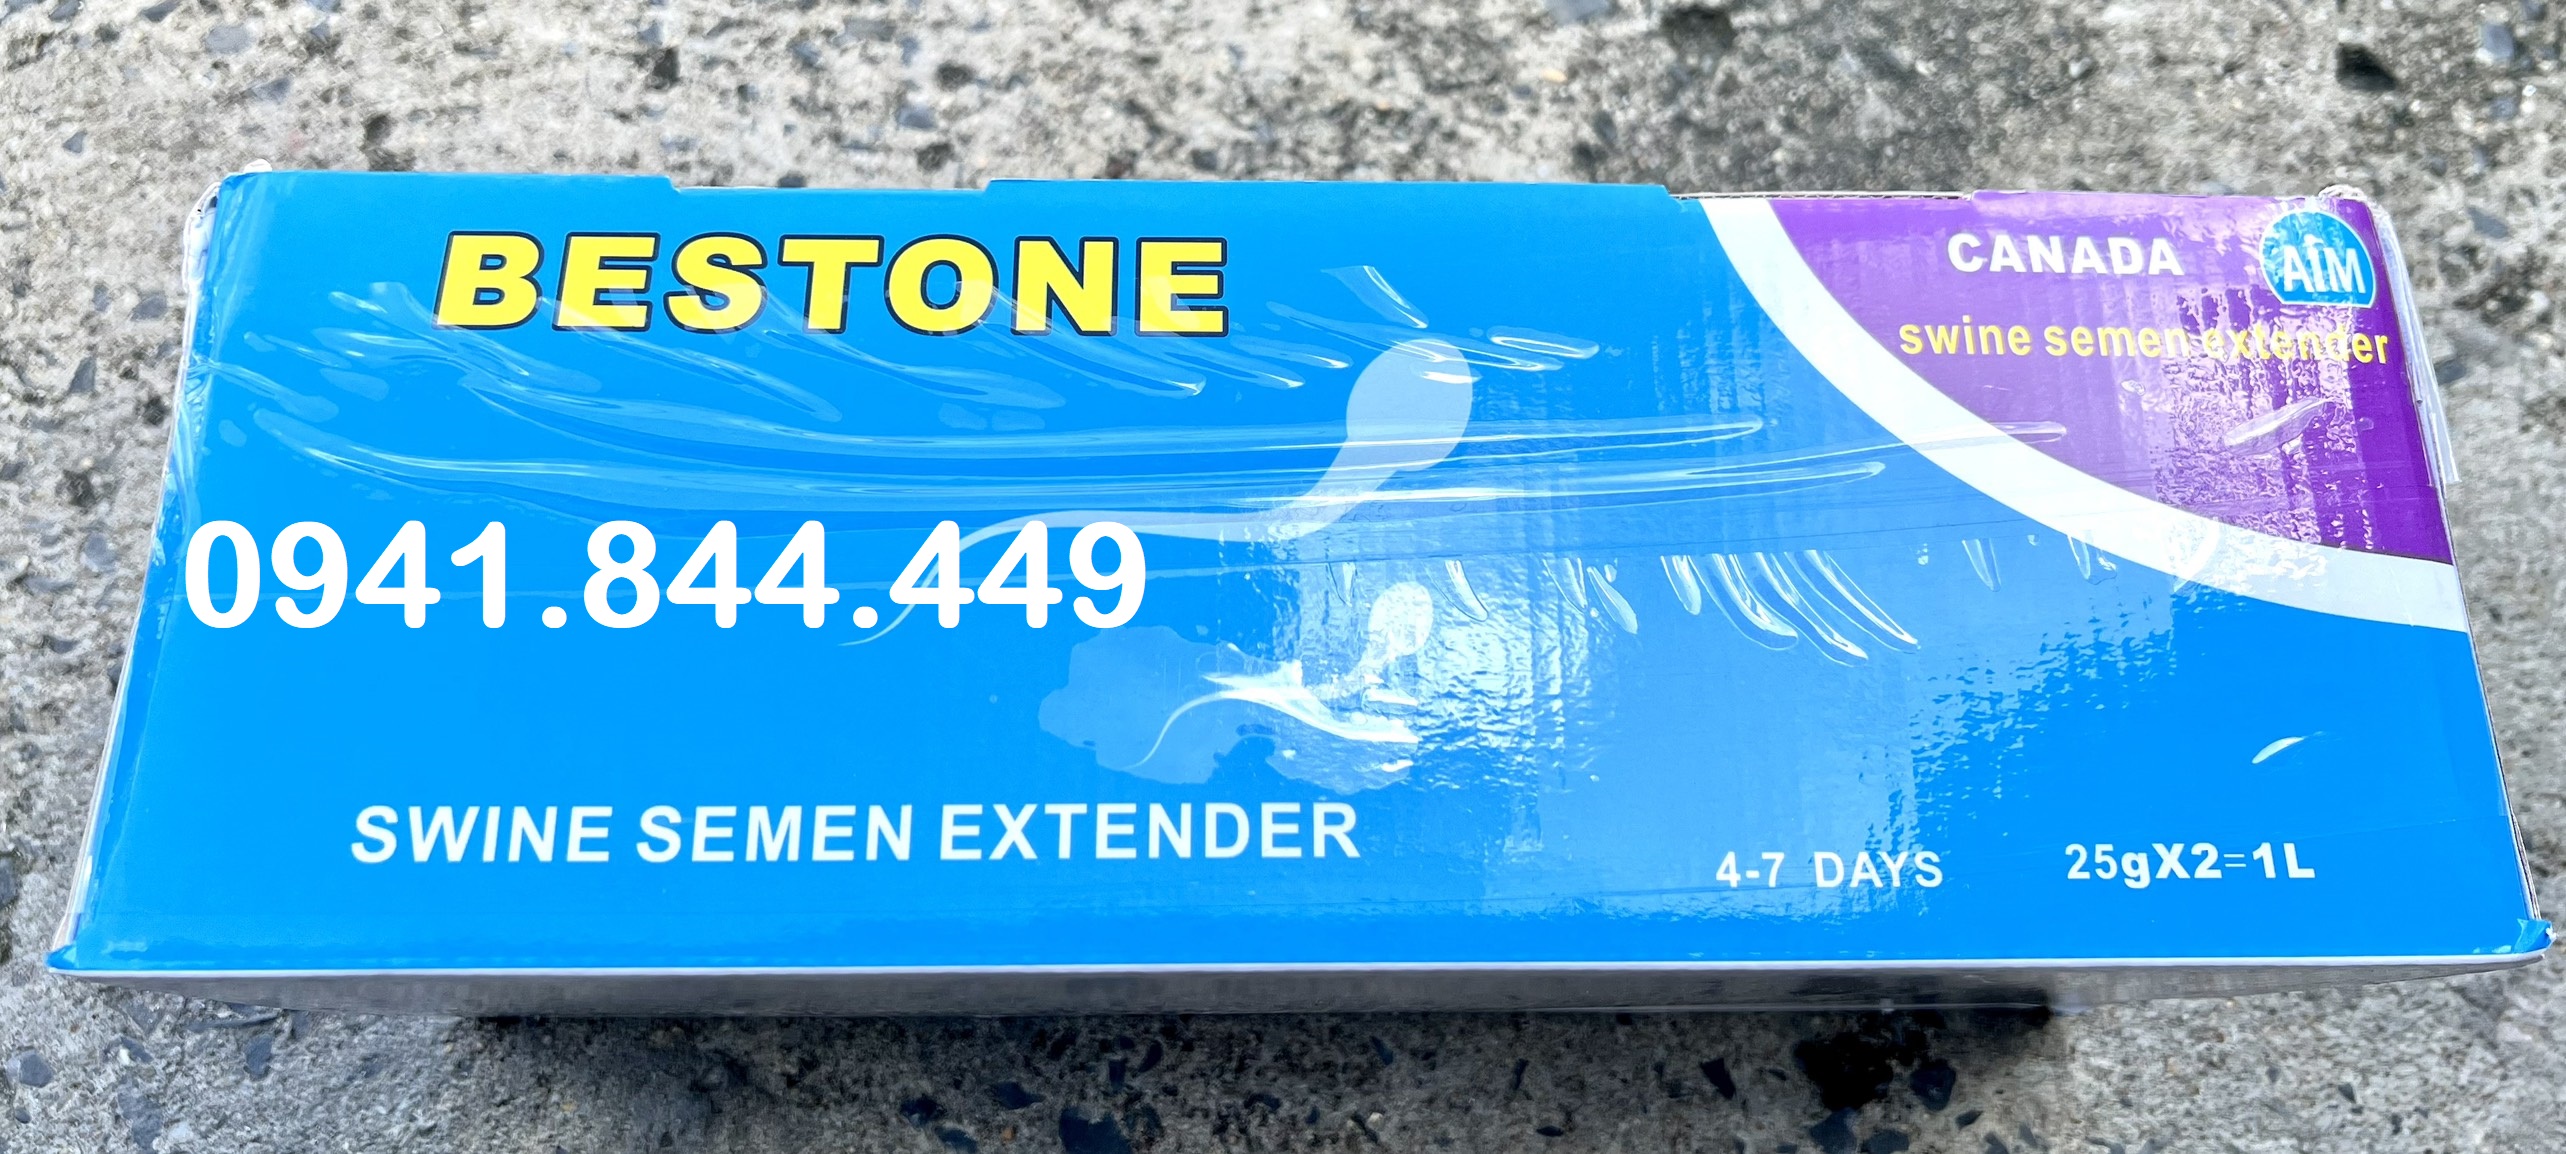 BESTONE
CANADA
AIM
swine semen extender
0941.844.449
SWINE SEMEN EXTENDER
4-7 DAYS
25gX2=1L